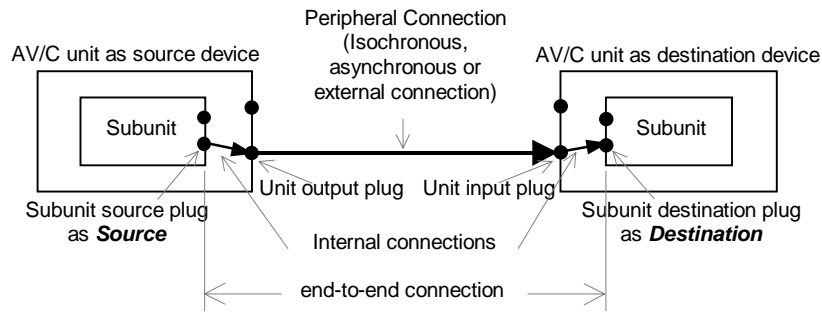 Peripheral Connection
(Isochronous,
asynchronous or
external connection)
AV/C unit as source device
AV/C unit as destination device
Subunit
Subunit
Unit output plug
Unit input plug
Subunit source plug
as Source
Subunit destination plug
as Destination
Internal connections
end-to-end connection